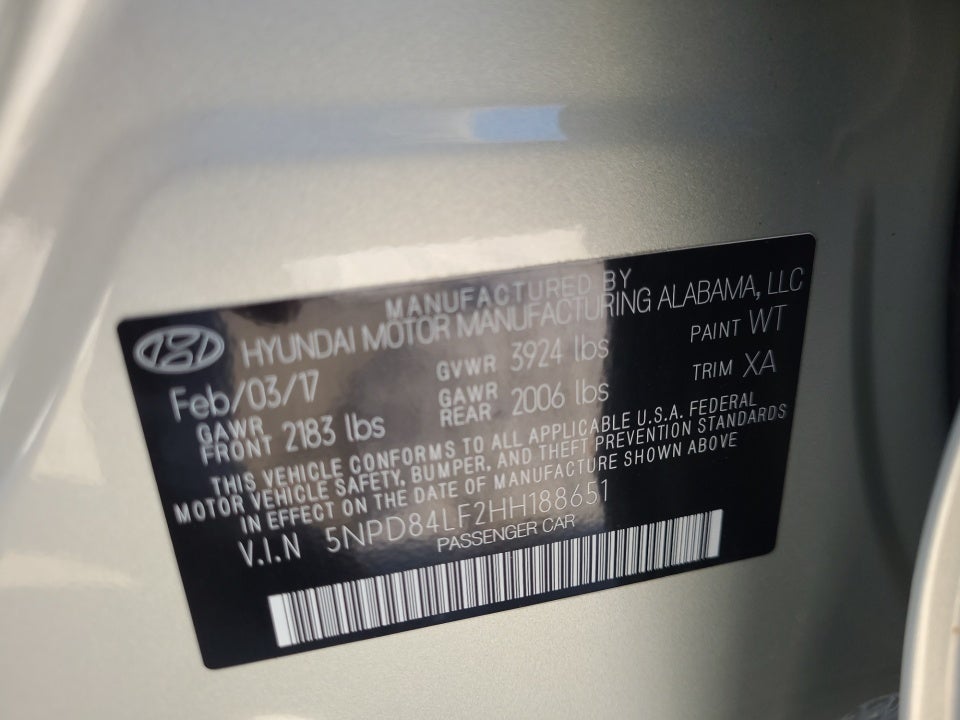 MANUFACTURED BY
HYUNDAI MOTOR MANUFACTURING ALABAMA, LLC
Feb/03/17 GVWR 3924 lbs PAINT WT
GAWR FRONT 2183 lbs GAWR REAR 2006 lbs TRIM XA
THIS VEHICLE CONFORMS TO ALL APPLICABLE U.S.A. FEDERAL
MOTOR VEHICLE SAFETY, BUMPER, AND THEFT PREVENTION STANDARDS
IN EFFECT ON THE DATE OF MANUFACTURE SHOWN ABOVE
V.I.N 5NPD84LF2HH188651
PASSENGER CAR